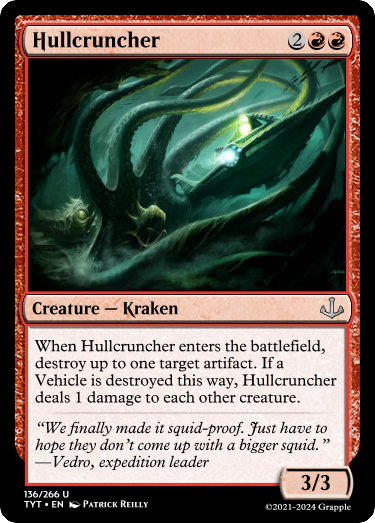 Hullcruncher 2
Creature — Kraken
When Hullcruncher enters the battlefield,
destroy up to one target artifact. If a
Vehicle is destroyed this way, Hullcruncher
deals 1 damage to each other creature.
“We finally made it squid-proof. Just have to
hope they don’t come up with a bigger squid.”
—Vedro, expedition leader
3/3
136/266 U
TYT • EN Patrick Reilly
©2021-2024 Grapple